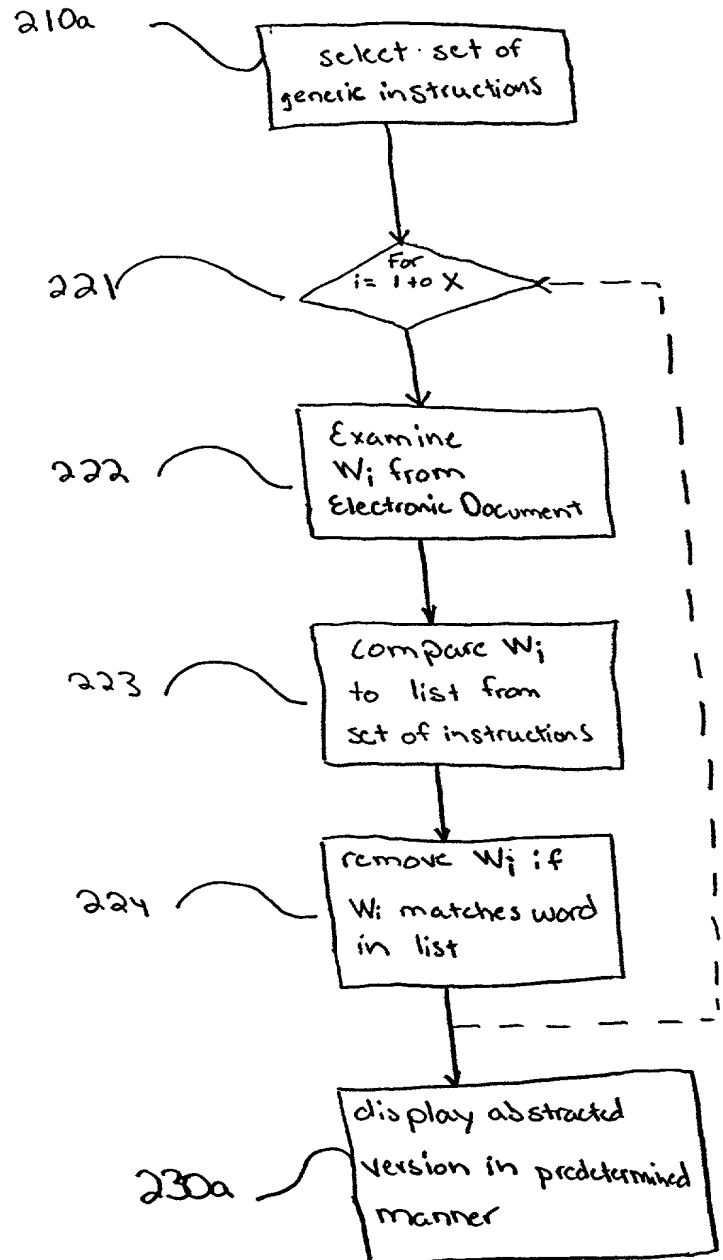 210a
select set of
generic instructions
221
For
i= 1 to X
222
Examine
Wi from
Electronic Document
223
compare Wi
to list from
set of instructions
224
remove Wi if
Wi matches word
in list
230a
display abstracted
version in predetermined
manner